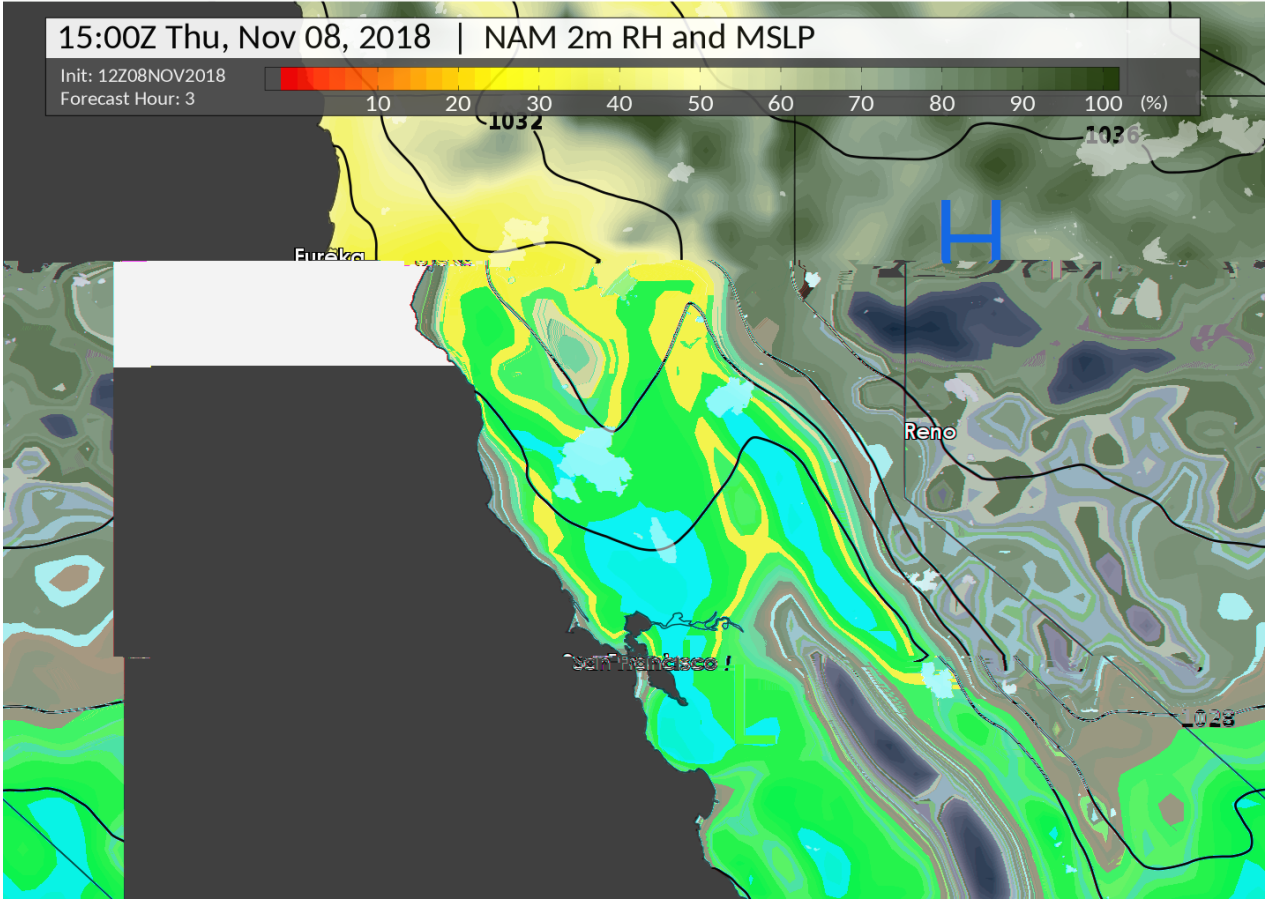 15:00Z Thu, Nov 08, 2018 | NAM 2m RH and MSLP
Init: 12Z08NOV2018
Forecast Hour: 3
10 20 30 40 50 60 70 80 90 100 (%)
1032
1036
H
Eureka
Reno
San Francisco
L
1028